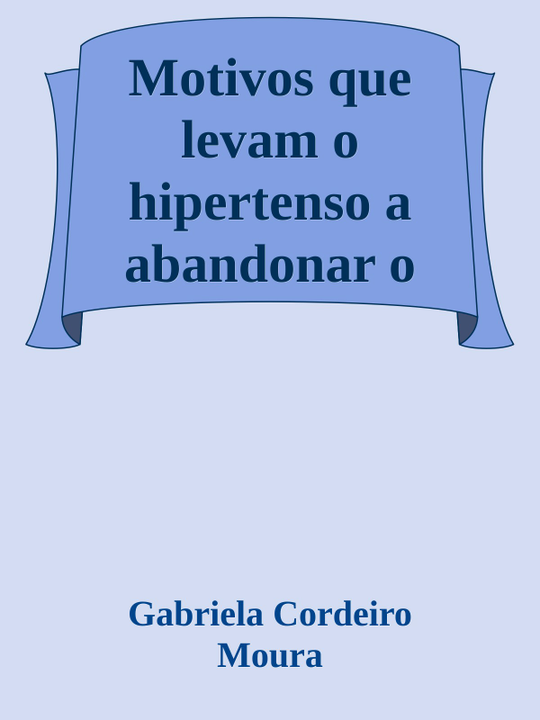 Motivos que
levam o
hipertenso a
abandonar o
Gabriela Cordeiro
Moura